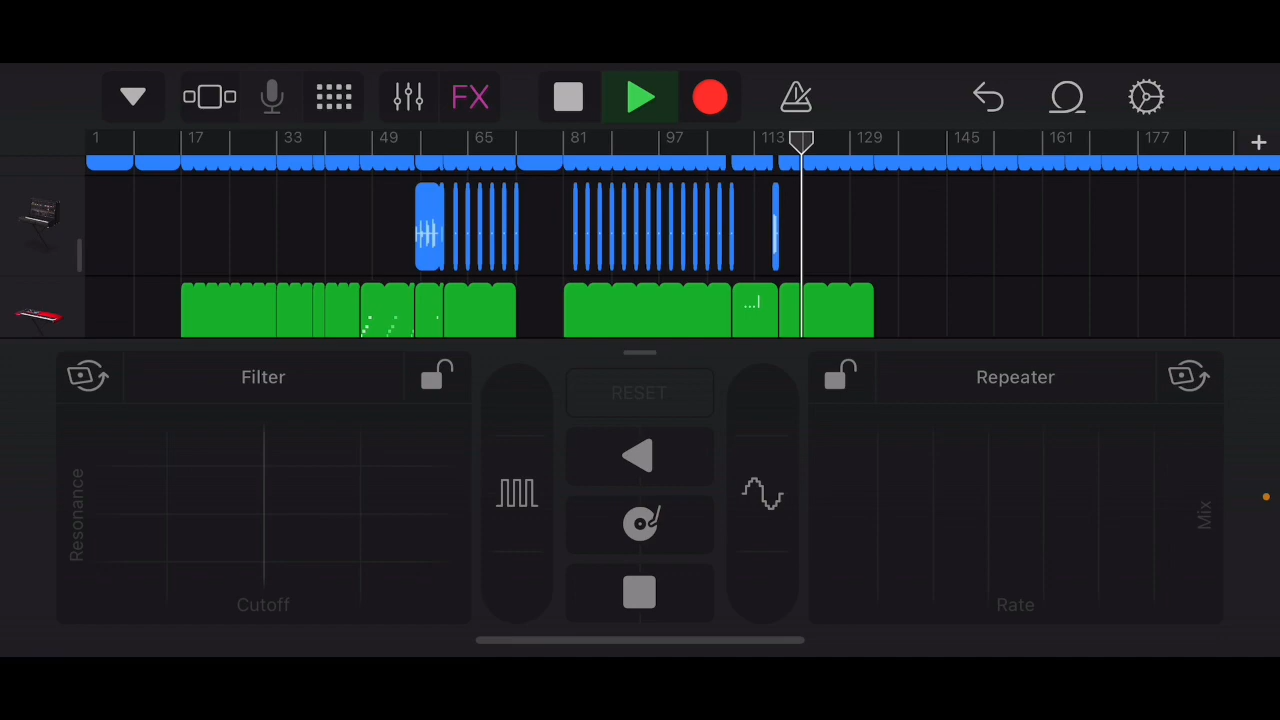 FX
1 17 33 49 65 81 97 113 129 145 161 177
...l
Filter
RESET
Repeater
Resonance
Mix
Cutoff
Rate